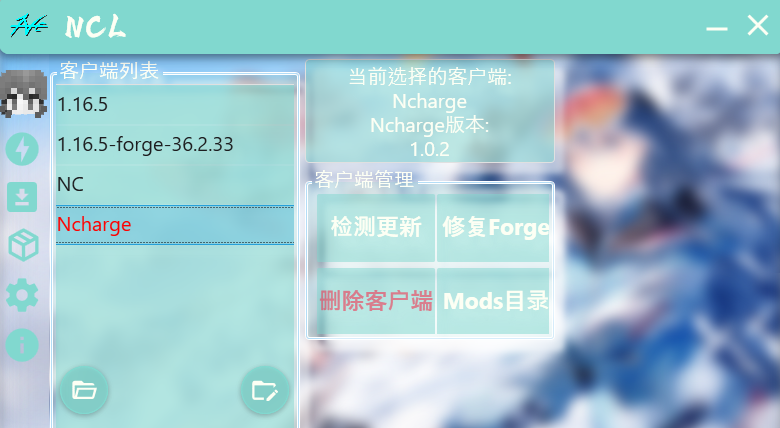 NCL
客户端列表
1.16.5
1.16.5-forge-36.2.33
NC
Ncharge
当前选择的客户端:
Ncharge
Ncharge版本:
1.0.2
客户端管理
检测更新
修复Forge
删除客户端
Mods目录